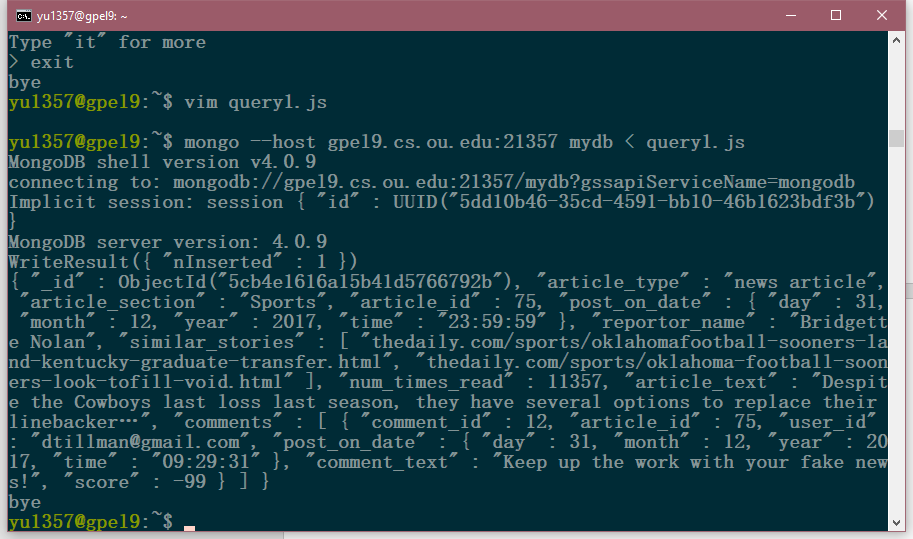 yu1357@gpel9: ~
Type "it" for more
> exit
bye
yu1357@gpel9:~$ vim query1.js
yu1357@gpel9:~$ mongo --host gpel9.cs.ou.edu:21357 mydb < query1.js
MongoDB shell version v4.0.9
connecting to: mongodb://gpel9.cs.ou.edu:21357/mydb?gssapiServiceName=mongodb
Implicit session: session { "id" : UUID("5dd10b46-35cd-4591-bb10-46b1623bdf3b")
}
MongoDB server version: 4.0.9
WriteResult({ "nInserted" : 1 })
{ "_id" : ObjectId("5cb4e1616a15b41d5766792b"), "article_type" : "news article",
"article_section" : "Sports", "article_id" : 75, "post_on_date" : { "day" : 31,
"month" : 12, "year" : 2017, "time" : "23:59:59" }, "reportor_name" : "Bridgett
e Nolan", "similar_stories" : [ "thedaily.com/sports/oklahomafootball-sooners-la
nd-kentucky-graduate-transfer.html", "thedaily.com/sports/oklahoma-football-soon
ers-look-tofill-void.html" ], "num_times_read" : 11357, "article_text" : "Despit
e the Cowboys last loss last season, they have several options to replace their
linebacker…", "comments" : [ { "comment_id" : 12, "article_id" : 75, "user_id"
: "dtillman@gmail.com", "post_on_date" : { "day" : 31, "month" : 12, "year" : 20
17, "time" : "09:29:31" }, "comment_text" : "Keep up the work with your fake new
s!", "score" : -99 } ] }
bye
yu1357@gpel9:~$